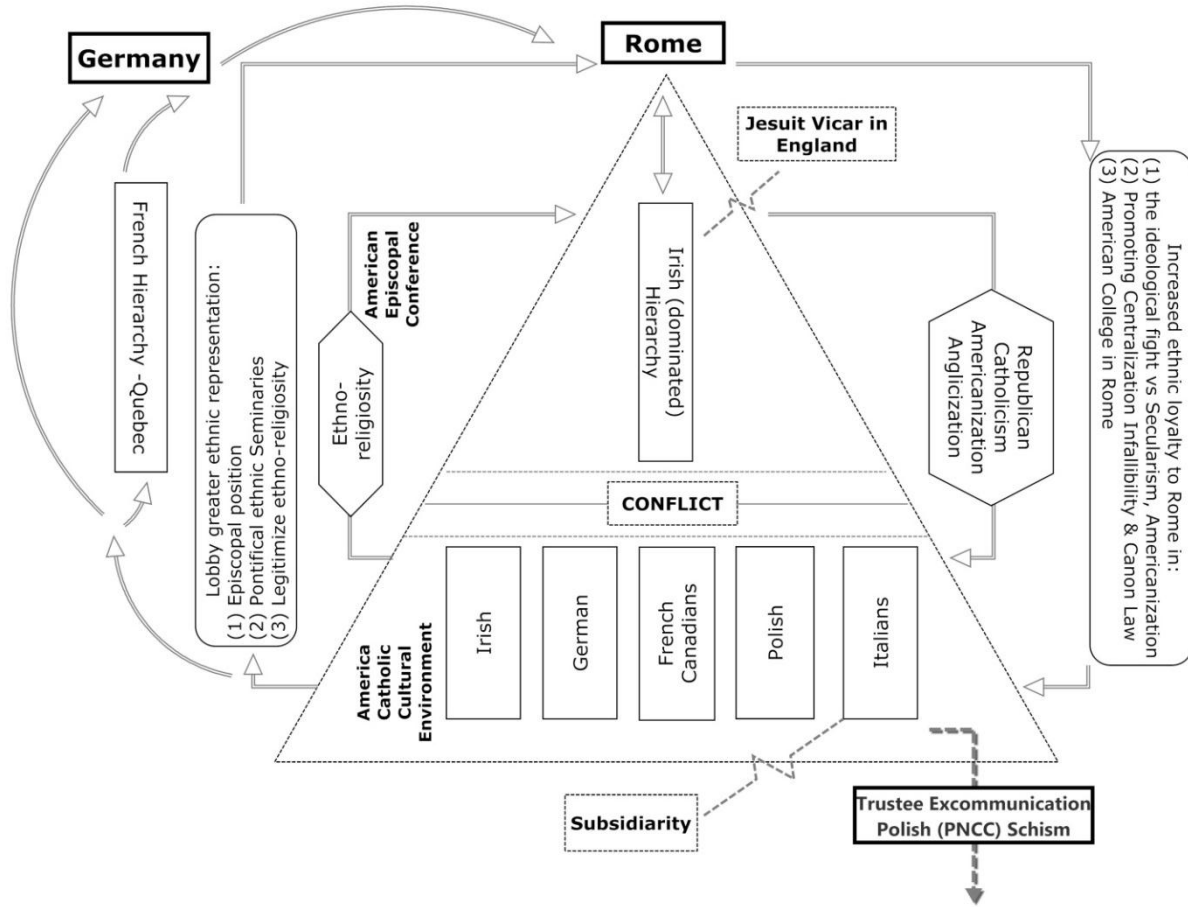 Germany
Rome
Jesuit Vicar in
England
French Hierarchy -Quebec
Lobby greater ethnic representation:
(1) Episcopal position
(2) Pontifical ethnic Seminaries
(3) Legitimize ethno-religiosity
American
Episcopal
Conference
Ethno-
religiosity
Irish (dominated)
Hierarchy
Republican
Catholicism
Americanization
Anglicization
Increased ethnic loyalty to Rome in:
(1) the ideological fight vs Secularism, Americanization
(2) Promoting Centralization Infallibility & Canon Law
(3) American College in Rome
CONFLICT
America
Catholic
Cultural
Environment
Irish
German
French
Canadians
Polish
Italians
Subsidiarity
Trustee Excommunication
Polish (PNCC) Schism